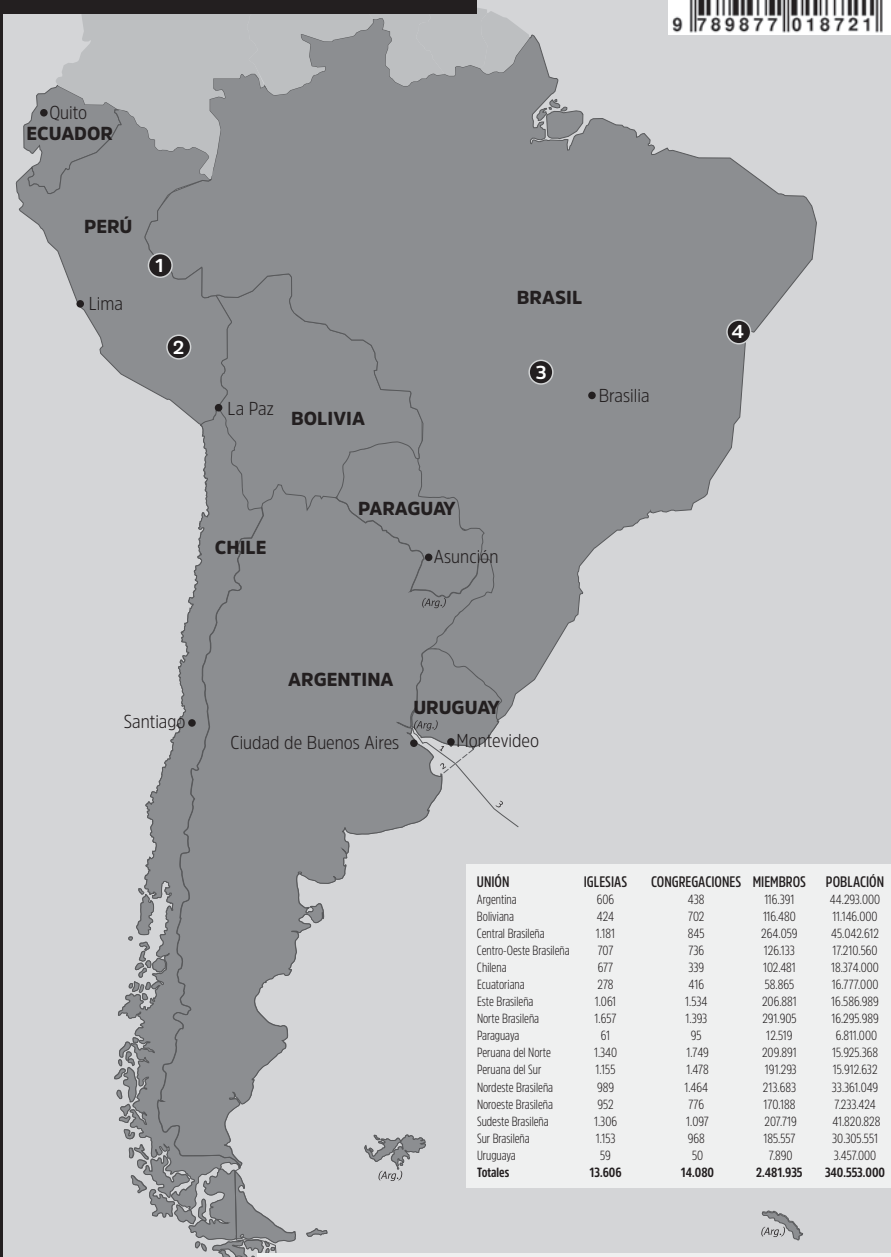 9 789877 018721
Quito
ECUADOR
PERÚ
1
Lima
BRASIL
4
2
3
Brasilia
La Paz
BOLIVIA
PARAGUAY
CHILE
Asunción
(Arg.)
ARGENTINA
URUGUAY
Santiago
(Arg.)
Ciudad de Buenos Aires
Montevideo
1
2
3
UNIÓN IGLESIAS CONGREGACIONES MIEMBROS POBLACIÓN
Argentina 606 438 116.391 44.293.000
Boliviana 424 702 116.480 11.146.000
Central Brasileña 1.181 845 264.059 45.042.612
Centro-Oeste Brasileña 707 736 126.133 17.210.560
Chilena 677 339 102.481 18.374.000
Ecuatoriana 278 416 58.865 16.777.000
Este Brasileña 1.061 1.534 206.881 16.586.989
Norte Brasileña 1.657 1.393 291.905 16.295.989
Paraguaya 61 95 12.519 6.811.000
Peruana del Norte 1.340 1.749 209.891 15.925.368
Peruana del Sur 1.155 1.478 191.293 15.912.632
Nordeste Brasileña 989 1.464 213.683 33.361.049
Noroeste Brasileña 952 776 170.188 7.233.424
Sudeste Brasileña 1.306 1.097 207.719 41.820.828
Sur Brasileña 1.153 968 185.557 30.305.551
Uruguaya 59 50 7.890 3.457.000
Totales 13.606 14.080 2.481.935 340.553.000
(Arg.)
(Arg.)